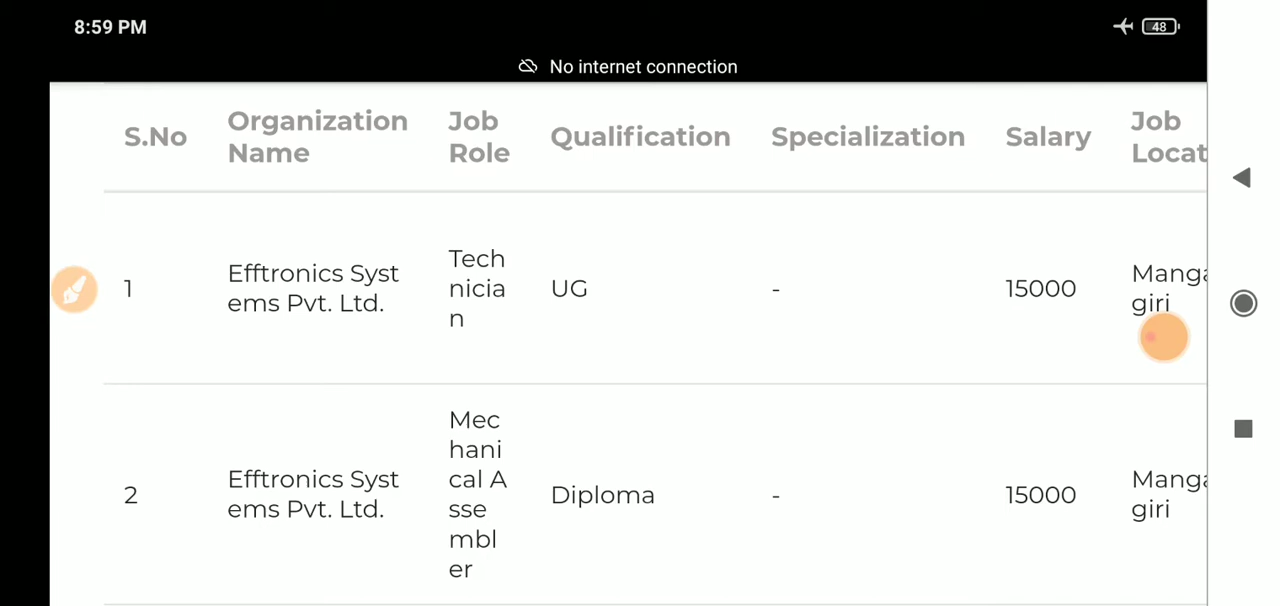 8:59 PM
48
No internet connection
S.No
Organization
Name
Job
Role
Qualification
Specialization
Salary
Job
Locat
1
Efftronics Syst
ems Pvt. Ltd.
Tech
nicia
n
UG
-
15000
Manga
giri
2
Efftronics Syst
ems Pvt. Ltd.
Mec
hani
cal A
sse
mbl
er
Diploma
-
15000
Manga
giri